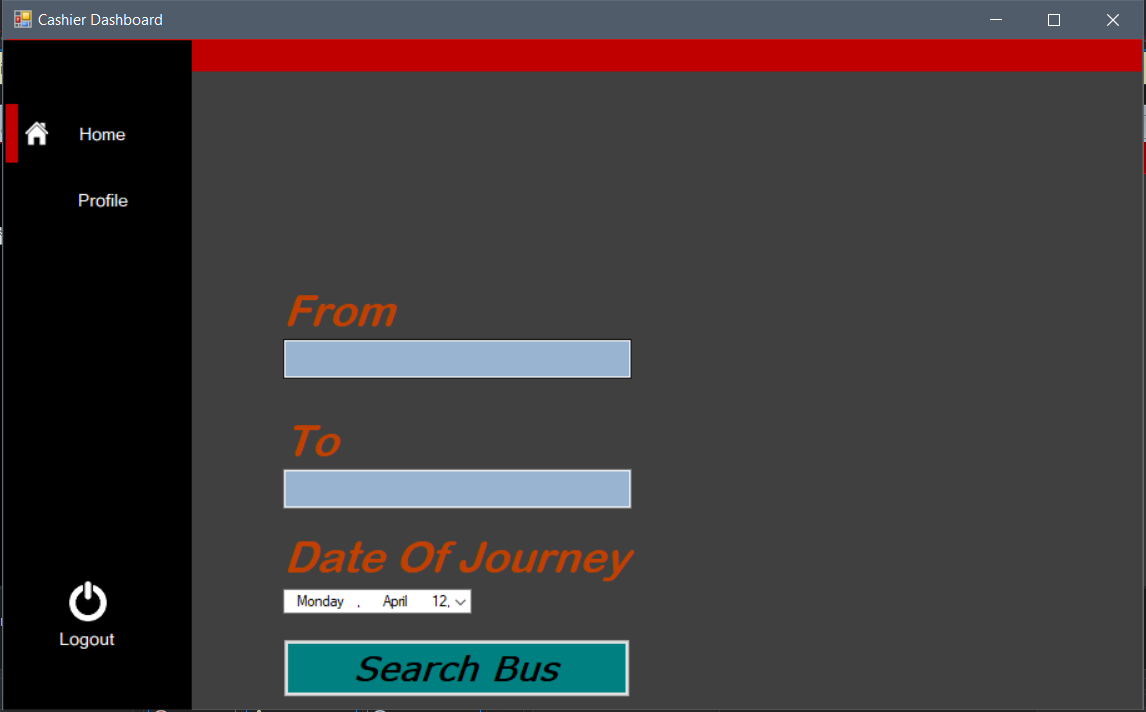 Cashier Dashboard
Home
Profile
From
To
Date Of Journey
Monday , April 12,
Search Bus
Logout